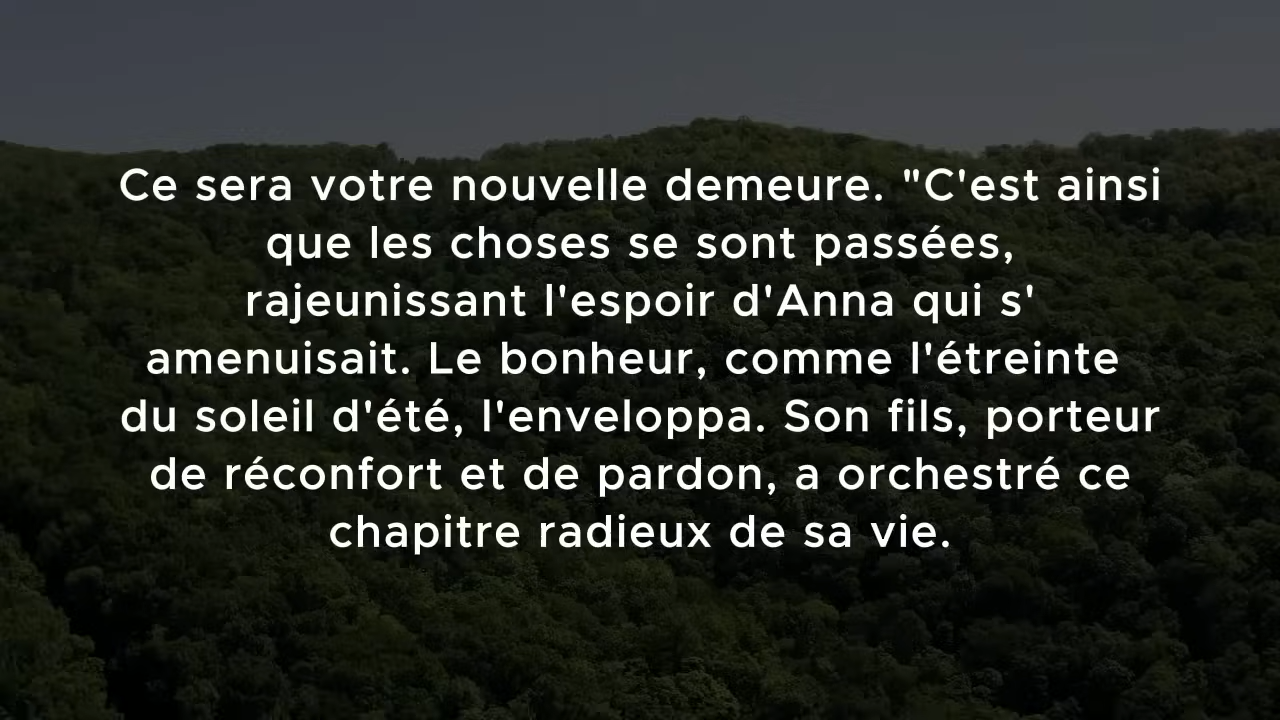 Ce sera votre nouvelle demeure. "C'est ainsi
que les choses se sont passées,
rajeunissant l'espoir d'Anna qui s'
amenuisait. Le bonheur, comme l'étreinte
du soleil d'été, l'enveloppa. Son fils, porteur
de réconfort et de pardon, a orchestré ce
chapitre radieux de sa vie.